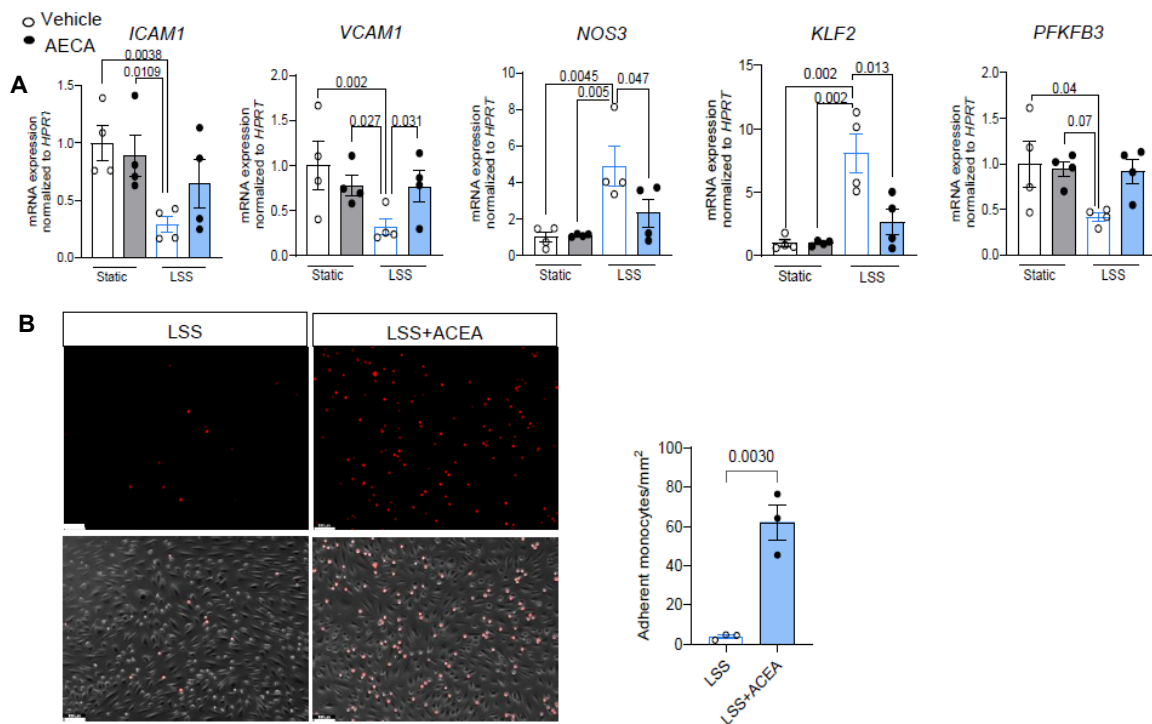 Vehicle
AECA
ICAM1
VCAM1
NOS3
KLF2
PFKFB3
A
mRNA expression
normalized to HPRT
1.5
1.0
0.5
0.0
0.0038
0.0109
Static
LSS
mRNA expression
normalized to HPRT
2.0
1.5
1.0
0.5
0.0
0.002
0.027
0.031
Static
LSS
mRNA expression
normalized to HPRT
10
8
6
4
2
0
0.0045
0.047
0.005
Static
LSS
mRNA expression
normalized to HPRT
15
10
5
0
0.002
0.013
0.002
Static
LSS
mRNA expression
normalized to HPRT
2.0
1.5
1.0
0.5
0.0
0.04
0.07
Static
LSS
B
LSS
LSS+ACEA
Adherent monocytes/mm²
100
80
60
40
20
0
0.0030
LSS
LSS+ACEA